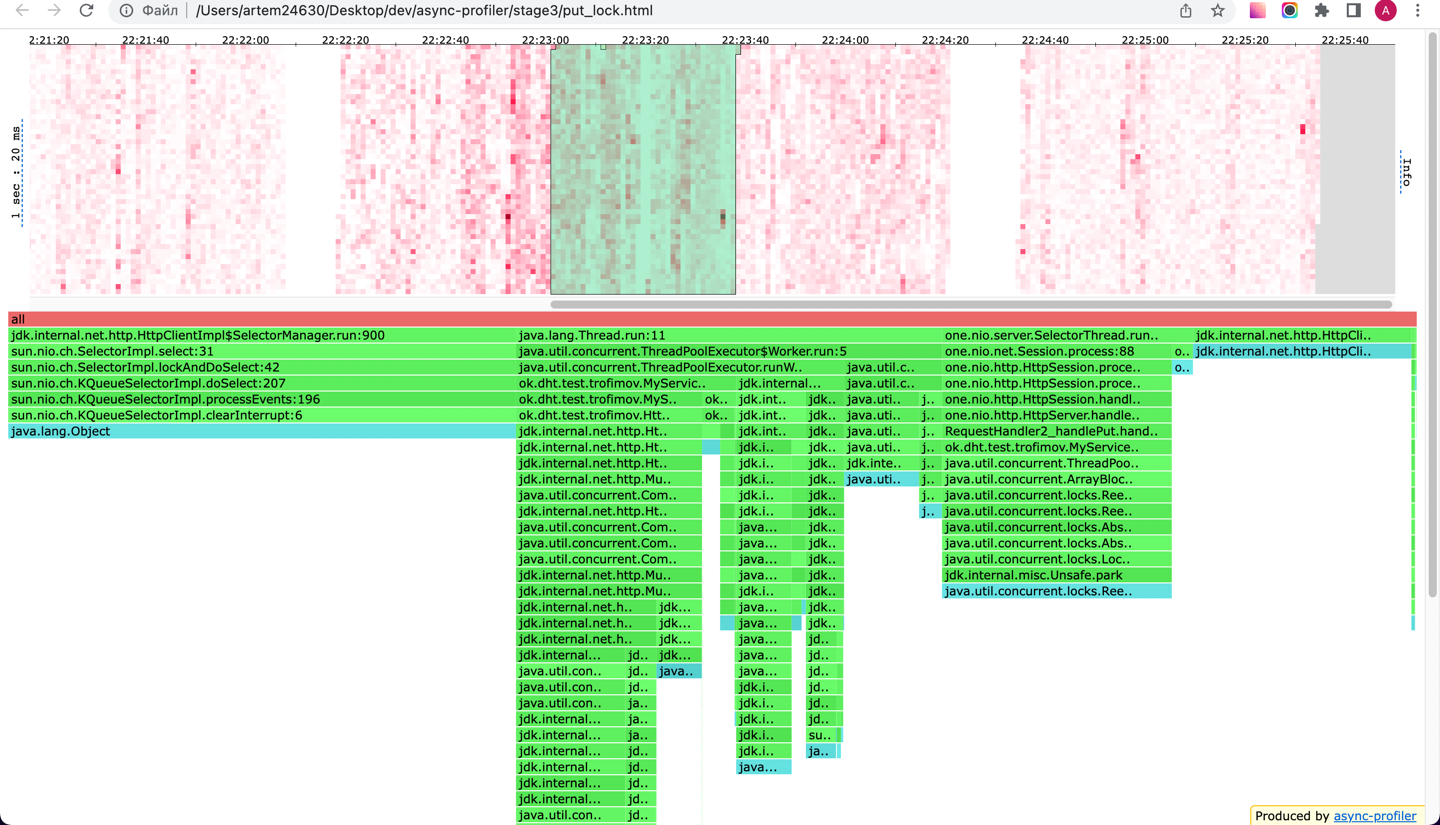 Файл /Users/artem24630/Desktop/dev/async-profiler/stage3/put_lock.html A
2:21:20 22:21:40 22:22:00 22:22:20 22:22:40 22:23:00 22:23:20 22:23:40 22:24:00 22:24:20 22:24:40 22:25:00 22:25:20 22:25:40
1 sec : 20 ms
Info
all
jdk.internal.net.http.HttpClientImpl$SelectorManager.run:900 java.lang.Thread.run:11 one.nio.server.SelectorThread.run.. jdk.internal.net.http.HttpCli..
sun.nio.ch.SelectorImpl.select:31 java.util.concurrent.ThreadPoolExecutor$Worker.run:5 one.nio.net.Session.process:88 o.. jdk.internal.net.http.HttpCli..
sun.nio.ch.SelectorImpl.lockAndDoSelect:42 java.util.concurrent.ThreadPoolExecutor.runW.. java.util.c.. one.nio.http.HttpSession.proce.. o..
sun.nio.ch.KQueueSelectorImpl.doSelect:207 ok.dht.test.trofimov.MyServic.. jdk.internal... java.util.c.. one.nio.http.HttpSession.proce..
sun.nio.ch.KQueueSelectorImpl.processEvents:196 ok.dht.test.trofimov.MyS.. ok.. jdk.int.. jdk.. java.uti.. j.. one.nio.http.HttpSession.handl..
sun.nio.ch.KQueueSelectorImpl.clearInterrupt:6 ok.dht.test.trofimov.Htt.. ok.. jdk.int.. jdk.. java.uti.. j.. one.nio.http.HttpServer.handle..
java.lang.Object jdk.internal.net.http.Ht.. jdk.int.. jdk.. java.uti.. j.. RequestHandler2_handlePut.hand..
jdk.internal.net.http.Ht.. jdk.i.. jdk.. java.uti.. j.. ok.dht.test.trofimov.MyService..
jdk.internal.net.http.Ht.. jdk.i.. jdk.. jdk.inte.. j.. java.util.concurrent.ThreadPoo..
jdk.internal.net.http.Mu.. jdk.i.. jdk.. java.uti.. j.. java.util.concurrent.ArrayBloc..
java.util.concurrent.Com.. jdk.i.. jdk.. j.. java.util.concurrent.locks.Ree..
jdk.internal.net.http.Ht.. jdk.i.. jdk.. j.. java.util.concurrent.locks.Ree..
java.util.concurrent.Com.. java... jdk.. java.util.concurrent.locks.Abs..
java.util.concurrent.Com.. java... jdk.. java.util.concurrent.locks.Abs..
java.util.concurrent.Com.. java... jdk.. java.util.concurrent.locks.Loc..
jdk.internal.net.http.Mu.. java... jdk.. jdk.internal.misc.Unsafe.park
jdk.internal.net.http.Mu.. jdk.i.. jdk.. java.util.concurrent.locks.Ree..
jdk.internal.net.h.. jdk... java... jdk..
jdk.internal.net.h.. jdk... java... jdk..
jdk.internal.net.h.. jdk... java... jd..
jdk.internal... jd.. jdk... java... jd..
java.util.con.. jd.. java.. java... jd..
java.util.con.. jd.. jdk.i.. jd..
java.util.con.. ja.. jdk.i.. jd..
jdk.internal... jd.. jdk.i.. jd..
jdk.internal... ja.. jdk.i.. su..
jdk.internal... jd.. jdk.i.. ja..
jdk.internal... jd.. java...
jdk.internal... jd..
jdk.internal... jd..
java.util.con.. jd..
Produced by async-profiler